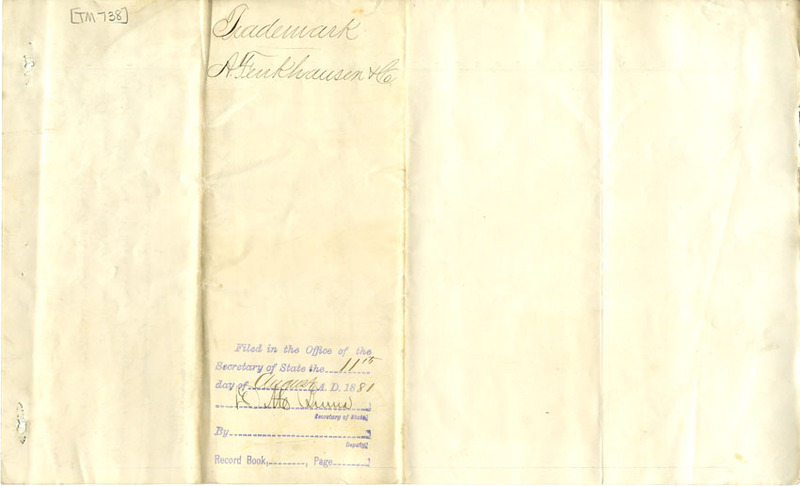 [TM 738]
Trademark
A Fenkhausen & Co
Filed in the Office of the
Secretary of State the 11th
day of August A. D. 1881
Secretary of State
By
Deputy
Record Book, , Page